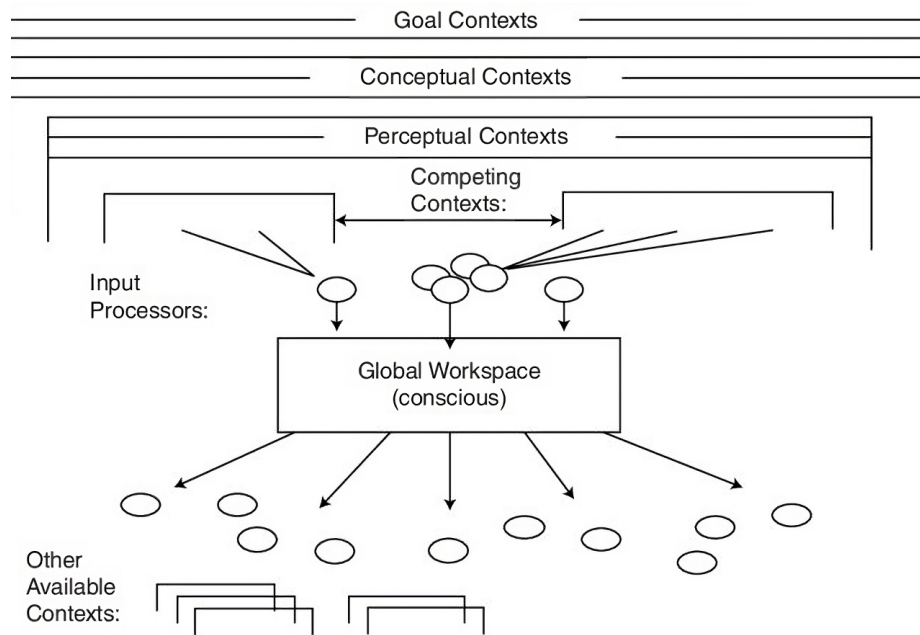 Goal Contexts
Conceptual Contexts
Perceptual Contexts
Competing
Contexts:
Input
Processors:
Global Workspace
(conscious)
Other
Available
Contexts: